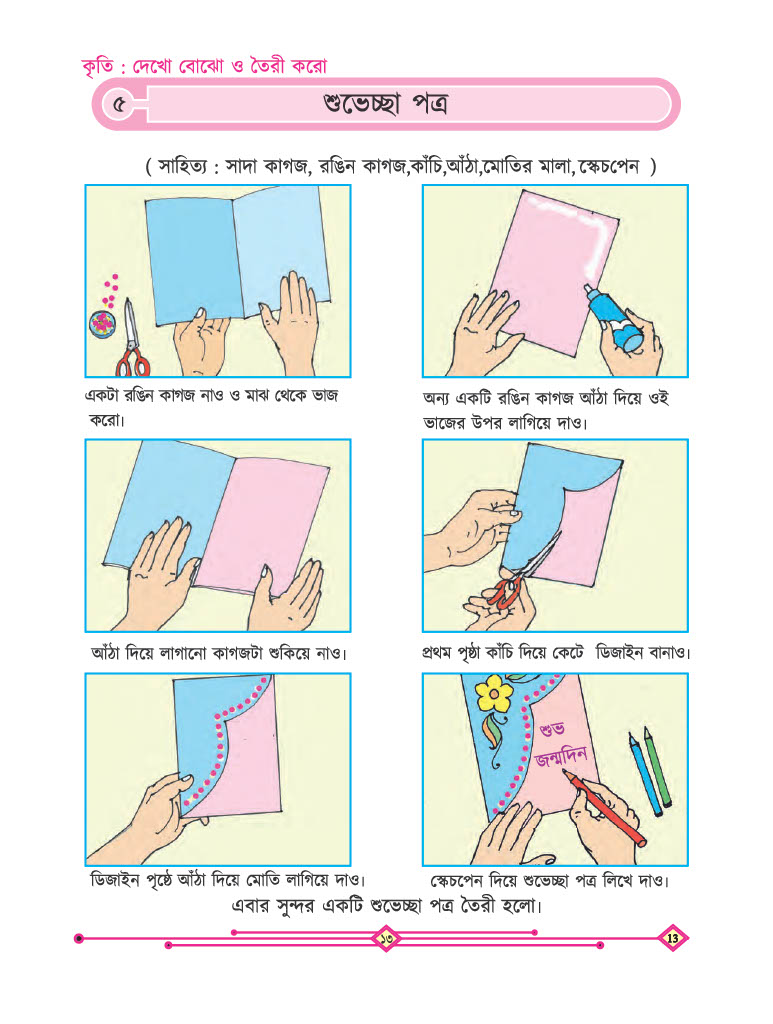 কৃতি : দেখো বোঝো ও তৈরী করো
৫
শুভেচ্ছা পত্র
( সাহিত্য : সাদা কাগজ, রঙিন কাগজ,কাঁচি,আঁঠা,মোতির মালা,স্কেচপেন )
একটা রঙিন কাগজ নাও ও মাঝ থেকে ভাজ
করো।
অন্য একটি রঙিন কাগজ আঁঠা দিয়ে ওই
ভাজের উপর লাগিয়ে দাও।
আঁঠা দিয়ে লাগানো কাগজটা শুকিয়ে নাও।
প্রথম পৃষ্ঠা কাঁচি দিয়ে কেটে ডিজাইন বানাও।
শুভ
জন্মদিন
ডিজাইন পৃষ্ঠে আঁঠা দিয়ে মোতি লাগিয়ে দাও।
স্কেচপেন দিয়ে শুভেচ্ছা পত্র লিখে দাও।
এবার সুন্দর একটি শুভেচ্ছা পত্র তৈরী হলো।
১৩
13